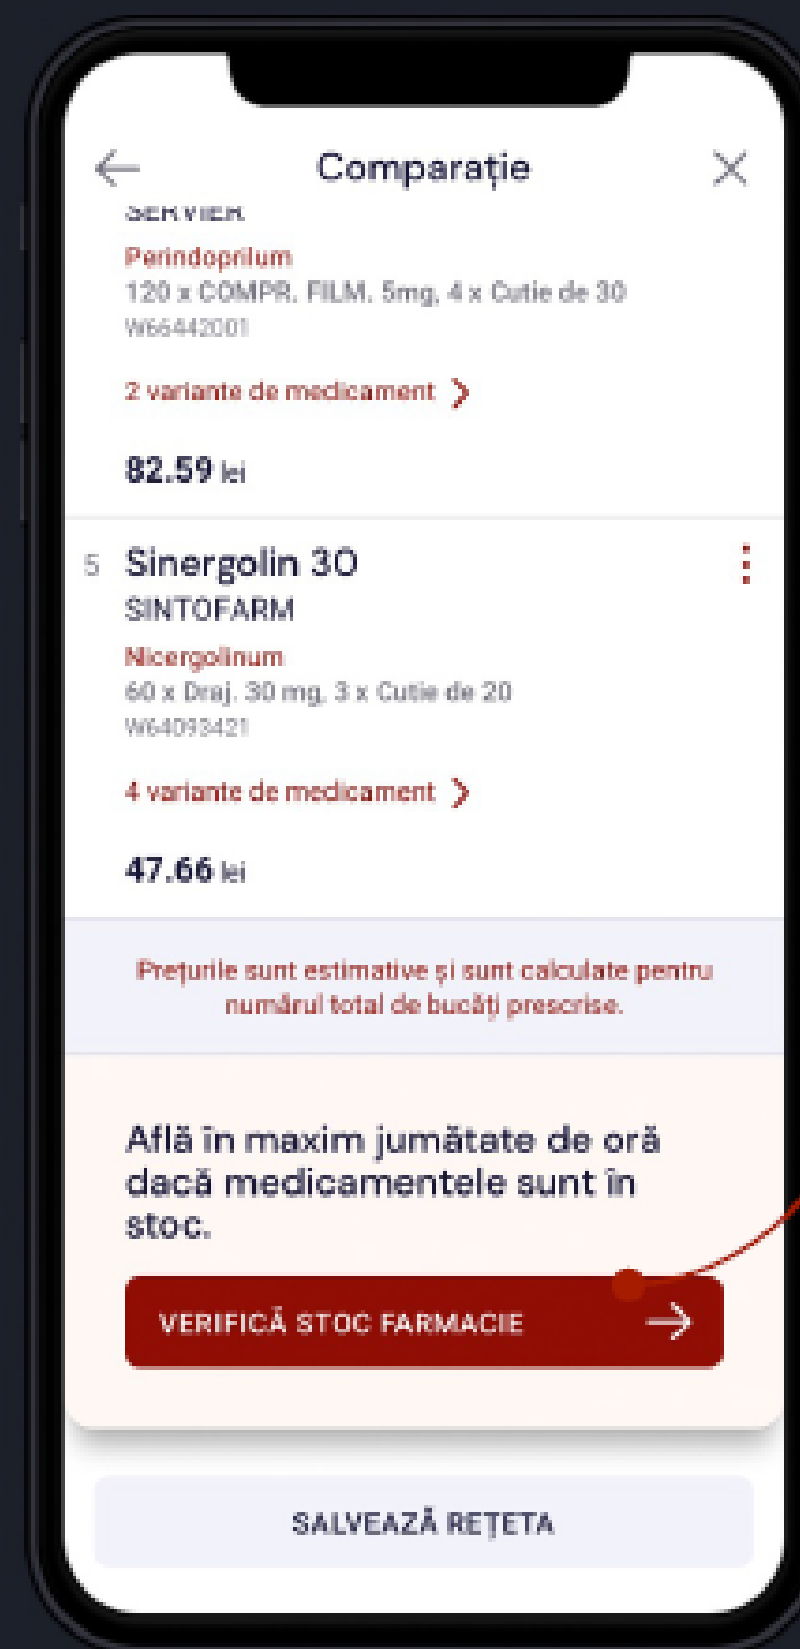 Comparație
SERVIER
Perindoprilum
120 x COMPR. FILM. 5mg, 4 x Cutie de 30
W66442001
2 variante de medicament
82.59 lei
5 Sinergolin 30
SINTOFARM
Nicergolinum
60 x Draj. 30 mg, 3 x Cutie de 20
W64093421
4 variante de medicament
47.66 lei
Prețurile sunt estimative și sunt calculate pentru
numărul total de bucăți prescrise.
Află în maxim jumătate de oră
dacă medicamentele sunt în
stoc.
VERIFICĂ STOC FARMACIE
SALVEAZĂ REȚETA